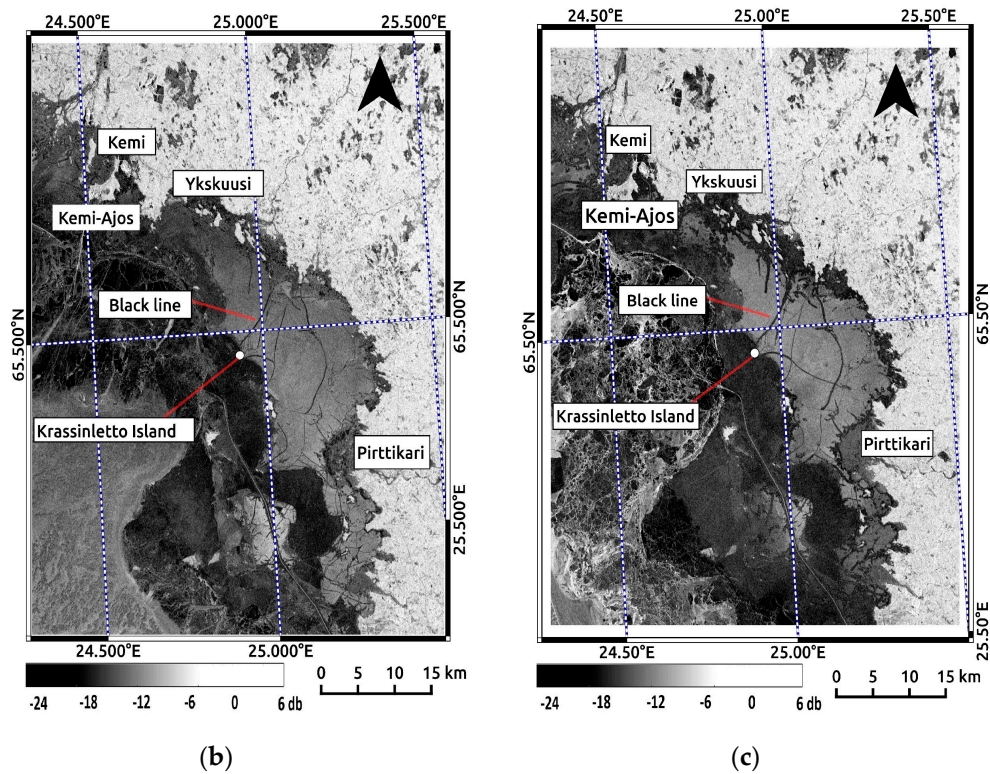 24.500°E 25.000°E 25.500°E
Kemi
Ykskuusi
Kemi-Ajos
Black line
65.500°N
65.500°N
Krassinletto Island
Pirttikari
25.500°E
24.500°E 25.000°E
-24 -18 -12 -6 0 6 db
0 5 10 15 km
(b)
24.50°E 25.00°E 25.50°E
Kemi
Ykskuusi
Kemi-Ajos
Black line
65.50°N
65.50°N
Krassinletto Island
Pirttikari
25.50°E
24.50°E 25.00°E
-24 -18 -12 -6 0 6 db
0 5 10 15 km
(c)